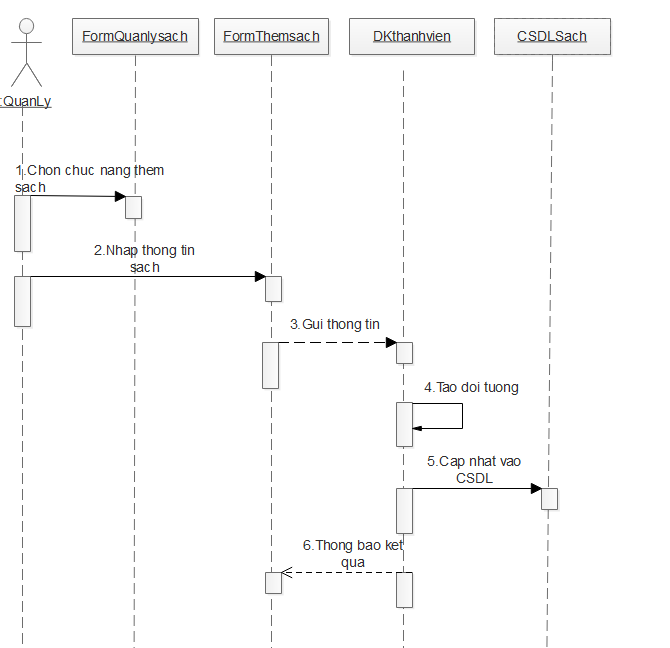 FormQuanlysach
FormThemsach
DKthanhvien
CSDLSach
:QuanLy
1.Chon chuc nang them
sach
2.Nhap thong tin
sach
3.Gui thong tin
4.Tao doi tuong
5.Cap nhat vao
CSDL
6.Thong bao ket
qua